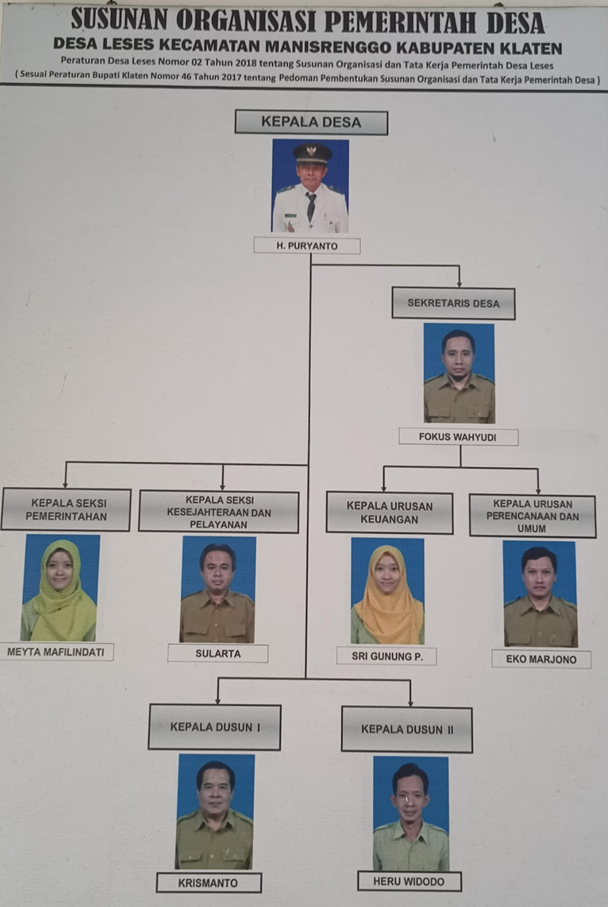 SUSUNAN ORGANISASI PEMERINTAH DESA
DESA LESES KECAMATAN MANISRENGGO KABUPATEN KLATEN
Peraturan Desa Leses Nomor 02 Tahun 2018 tentang Susunan Organisasi dan Tata Kerja Pemerintah Desa Leses
( Sesuai Peraturan Bupati Klaten Nomor 46 Tahun 2017 tentang Pedoman Pembentukan Susunan Organisasi dan Tata Kerja Pemerintah Desa )
KEPALA DESA
H. PURYANTO
SEKRETARIS DESA
FOKUS WAHYUDI
KEPALA SEKSI
PEMERINTAHAN
MEYTA MAFILINDATI
KEPALA SEKSI
KESEJAHTERAAN DAN
PELAYANAN
SULARTA
KEPALA URUSAN
KEUANGAN
SRI GUNUNG P.
KEPALA URUSAN
PERENCANAAN DAN
UMUM
EKO MARJONO
KEPALA DUSUN I
KRISMANTO
KEPALA DUSUN II
HERU WIDODO